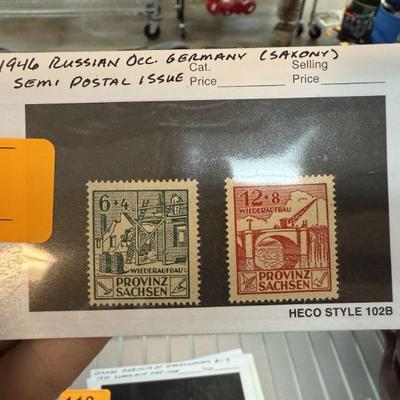 1946 RUSSIAN OCC. GERMANY (SAXONY)
SEMI POSTAL ISSUE
Cat.
Price
Selling
Price
6+4
WIEDERAUFBAU
PROVINZ
SACHSEN
12+8
WIEDERAUFBAU
PROVINZ
SACHSEN
HECO STYLE 102B